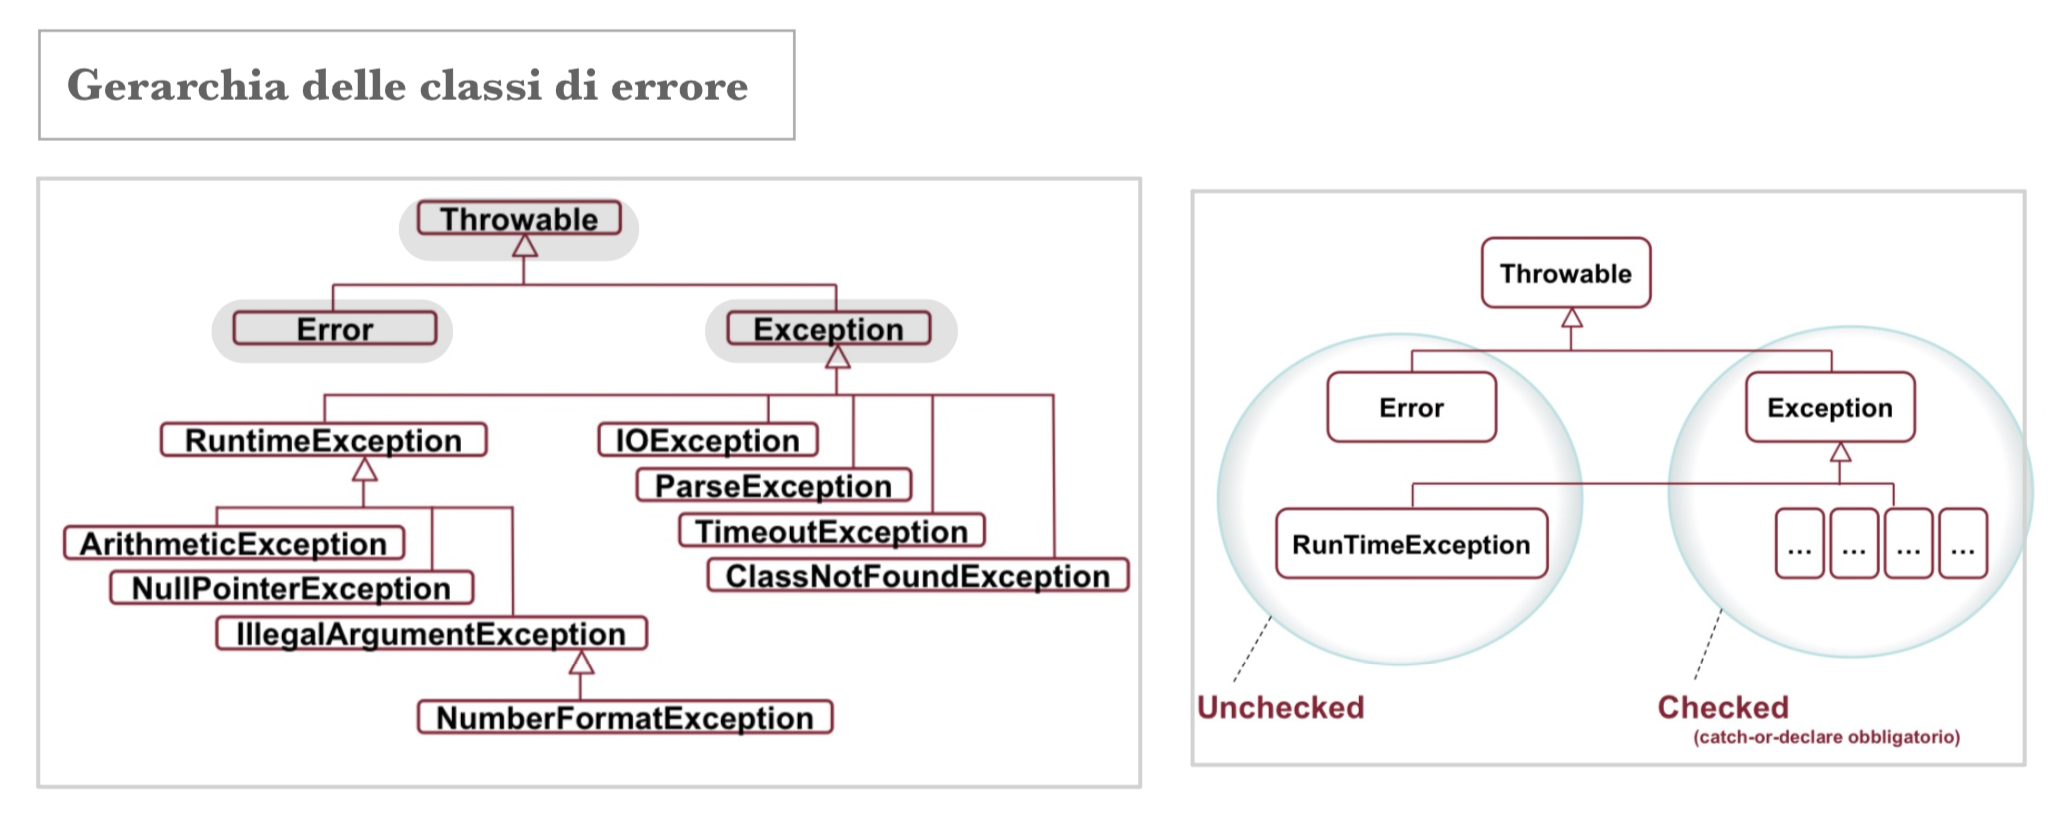 Gerarchia delle classi di errore
Throwable
Error
Exception
RuntimeException
IOException
ParseException
TimeoutException
ClassNotFoundException
ArithmeticException
NullPointerException
IllegalArgumentException
NumberFormatException
Throwable
Error
Exception
RunTimeException
...
...
...
...
Unchecked
Checked
(catch-or-declare obbligatorio)